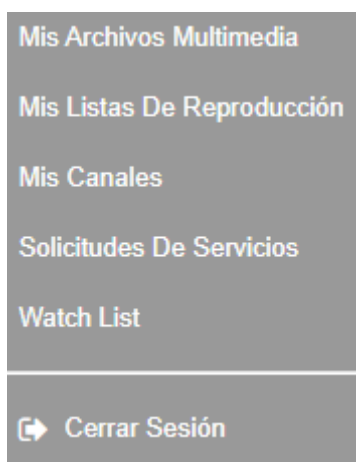 Mis Archivos Multimedia
Mis Listas De Reproducción
Mis Canales
Solicitudes De Servicios
Watch List
Cerrar Sesión